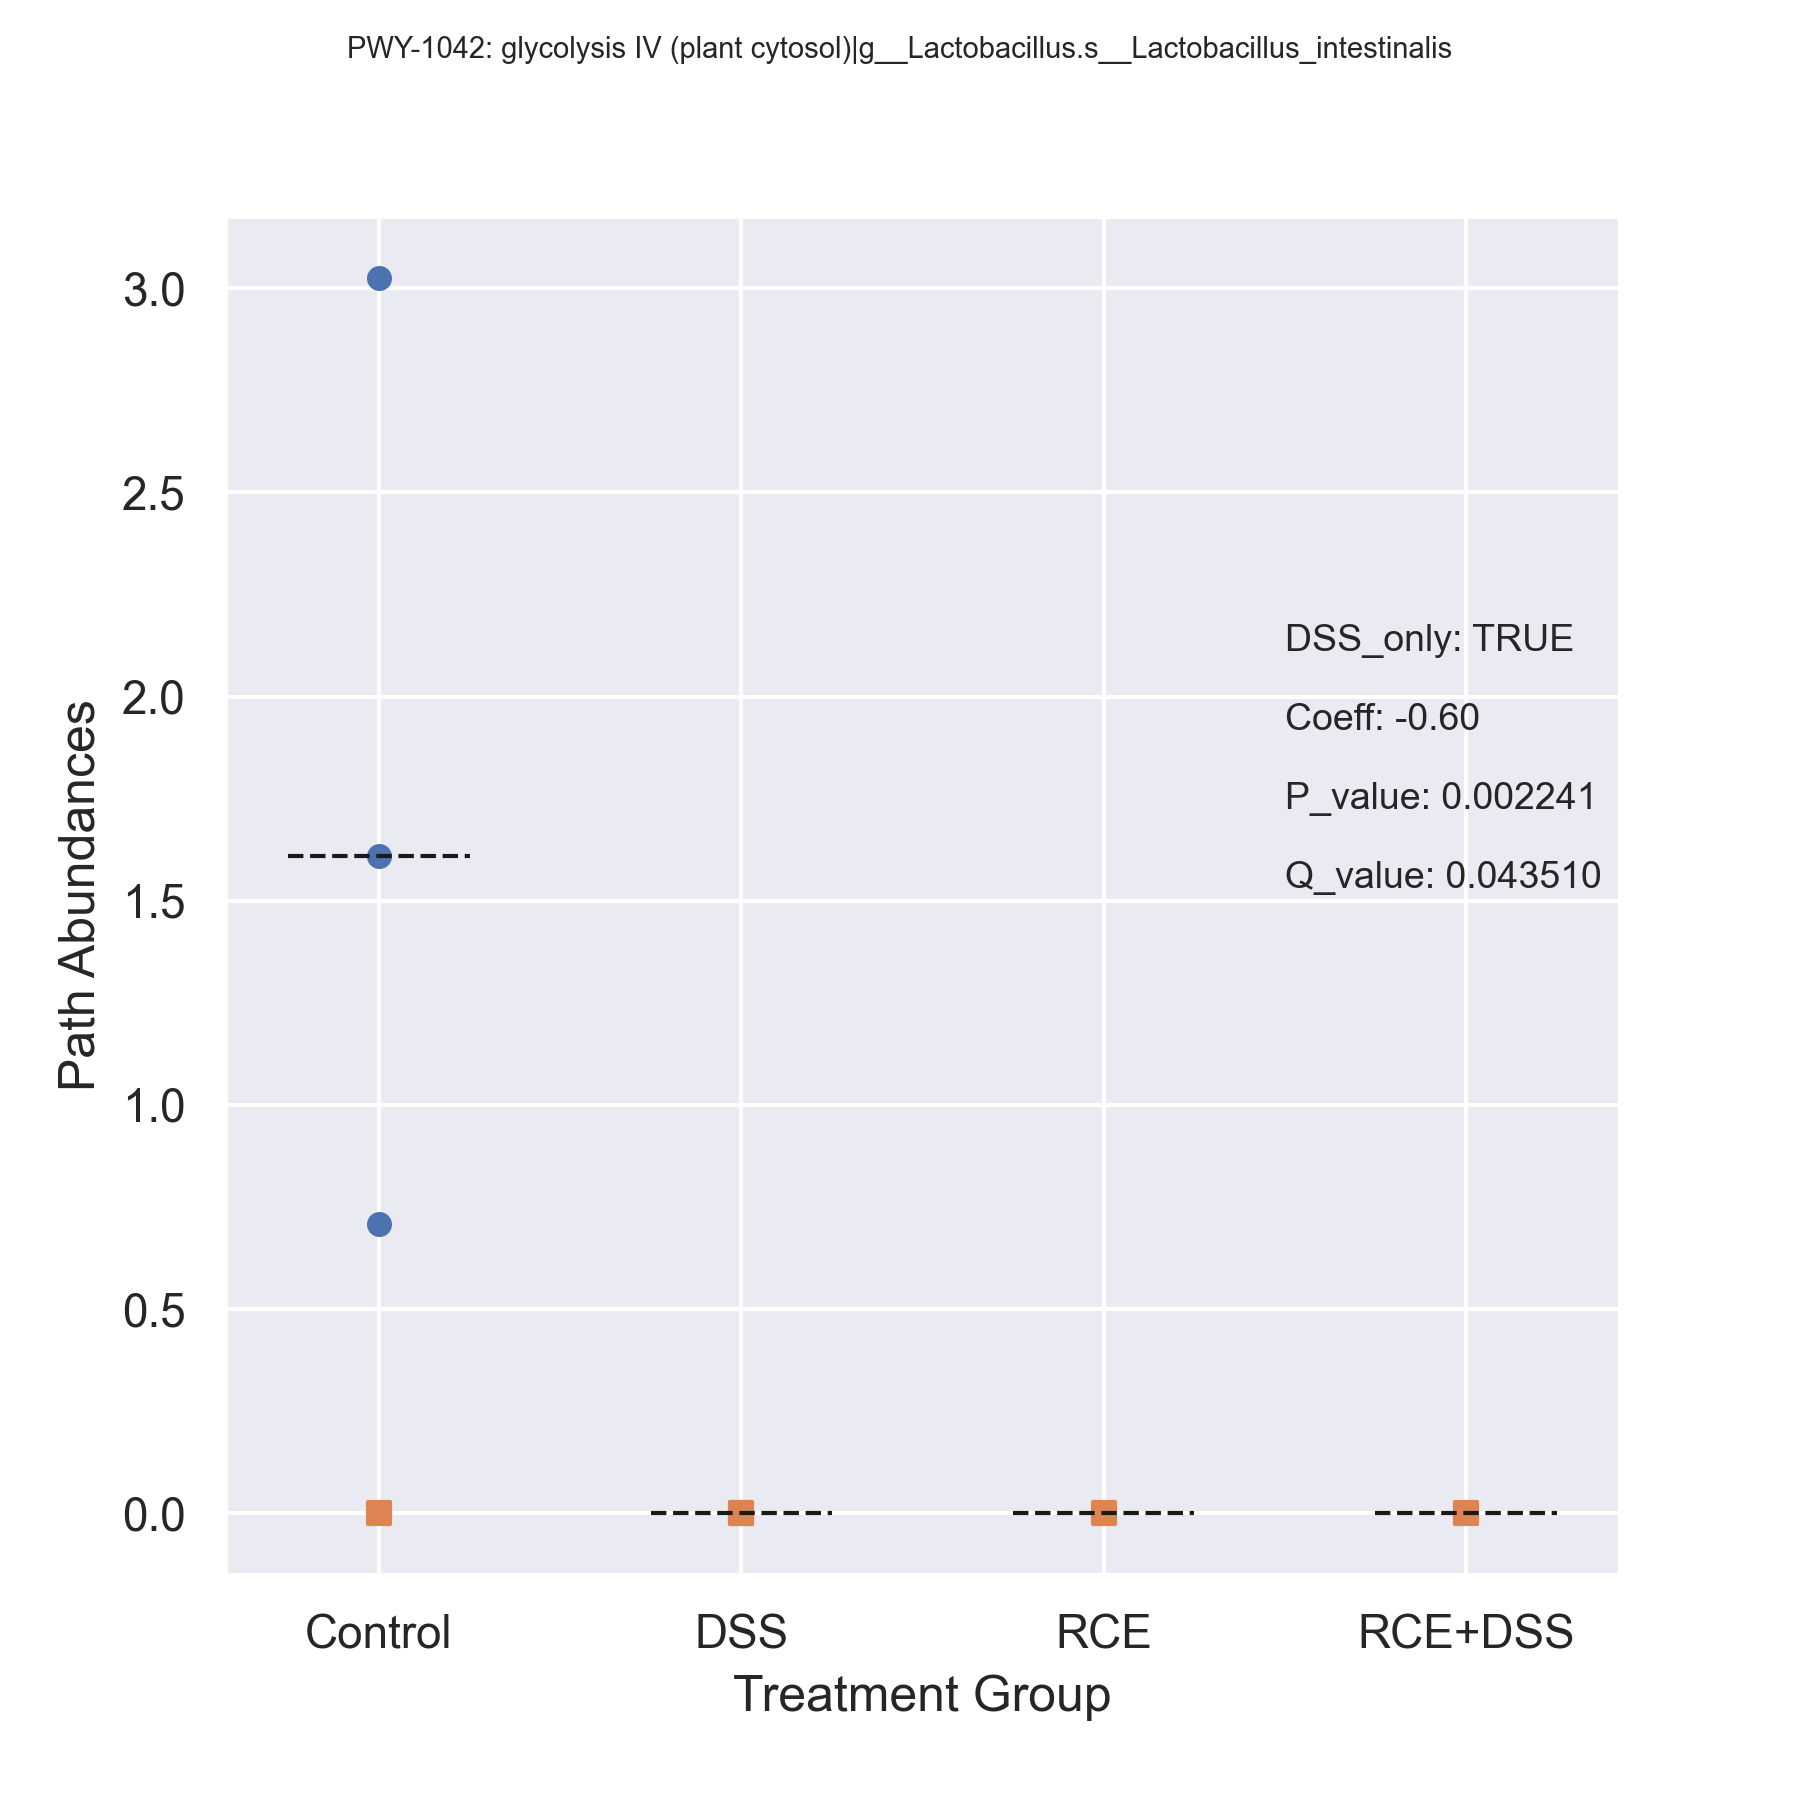 PWY-1042: glycolysis IV (plant cytosol)|g__Lactobacillus.s__Lactobacillus_intestinalis
3.0
2.5
2.0
1.5
1.0
0.5
0.0
Path Abundances
DSS_only: TRUE
Coeff: -0.60
P_value: 0.002241
Q_value: 0.043510
Control DSS RCE RCE+DSS
Treatment Group